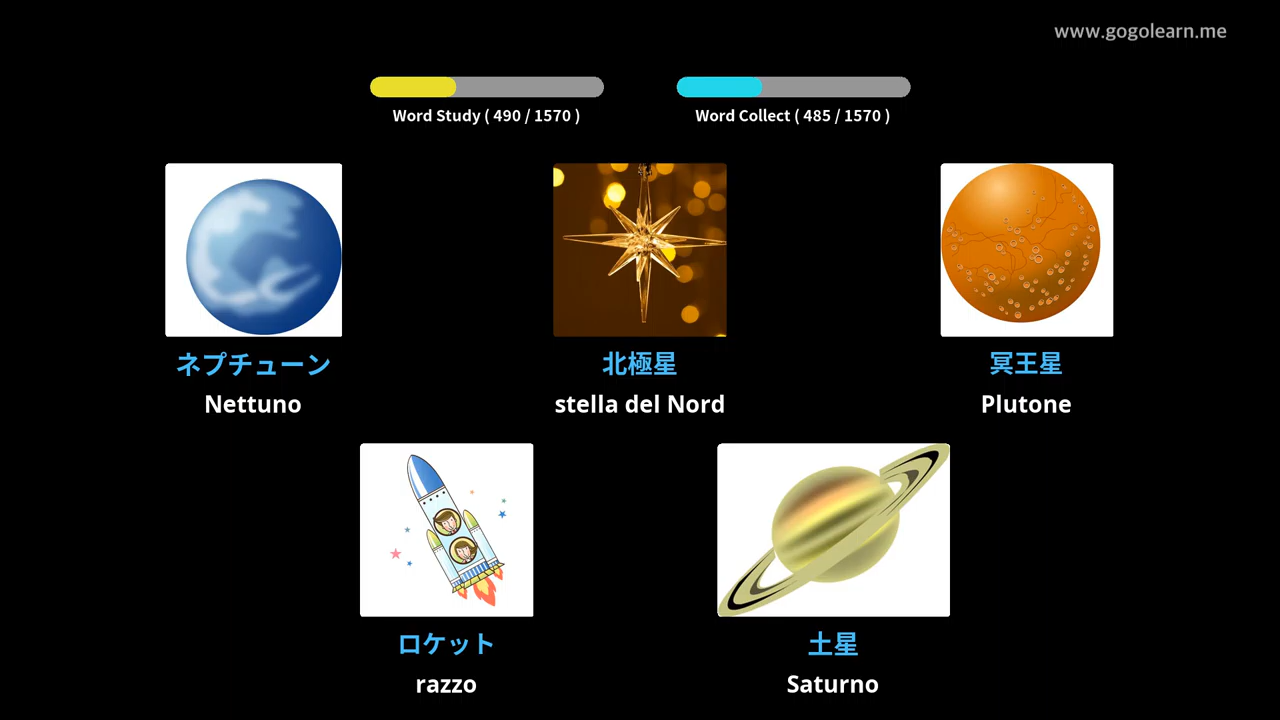 www.gogolearn.me
Word Study ( 490 / 1570 )
Word Collect ( 485 / 1570 )
ネプチューン
Nettuno
北極星
stella del Nord
冥王星
Plutone
ロケット
razzo
土星
Saturno